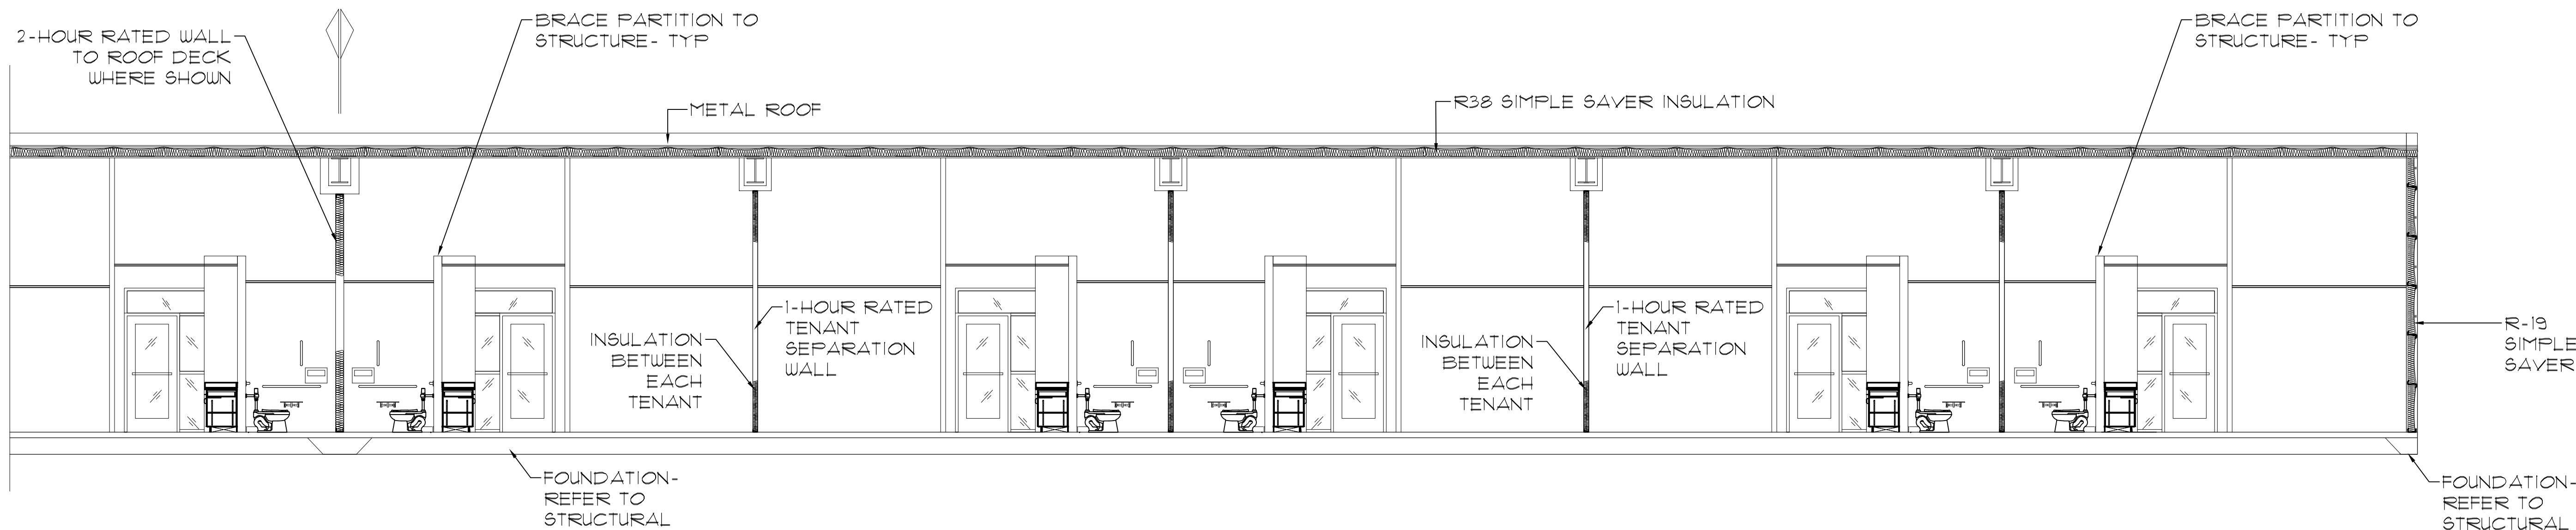 2-HOUR RATED WALL
TO ROOF DECK
WHERE SHOWN
BRACE PARTITION TO
STRUCTURE- TYP
METAL ROOF
R38 SIMPLE SAVER INSULATION
BRACE PARTITION TO
STRUCTURE- TYP
INSULATION
BETWEEN
EACH
TENANT
1-HOUR RATED
TENANT
SEPARATION
WALL
INSULATION
BETWEEN
EACH
TENANT
1-HOUR RATED
TENANT
SEPARATION
WALL
R-19
SIMPLE
SAVER
FOUNDATION-
REFER TO
STRUCTURAL
FOUNDATION-
REFER TO
STRUCTURAL